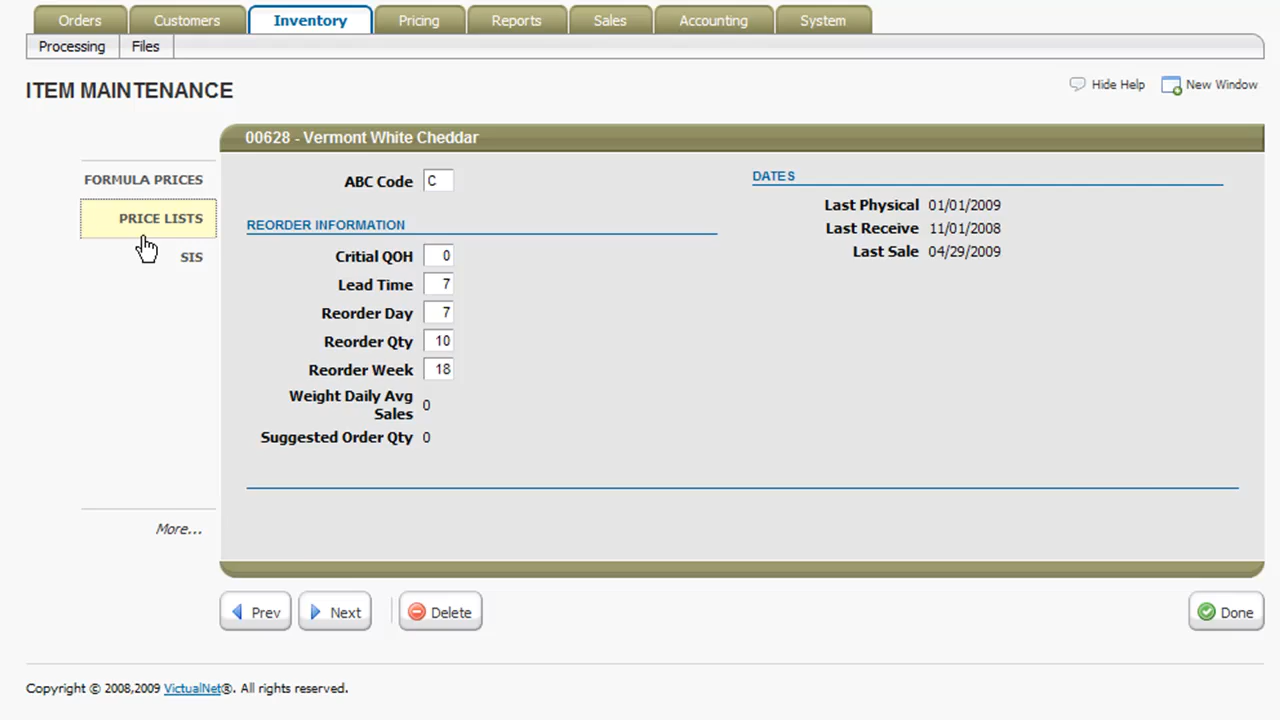 Orders Customers Inventory Pricing Reports Sales Accounting System
Processing Files
ITEM MAINTENANCE
Hide Help New Window
00628 - Vermont White Cheddar
FORMULA PRICES
PRICE LISTS
SIS
More...
ABC Code C
REORDER INFORMATION
Critial QOH 0
Lead Time 7
Reorder Day 7
Reorder Qty 10
Reorder Week 18
Weight Daily Avg
Sales 0
Suggested Order Qty 0
DATES
Last Physical 01/01/2009
Last Receive 11/01/2008
Last Sale 04/29/2009
Prev Next Delete Done
Copyright © 2008,2009 VictualNet®. All rights reserved.